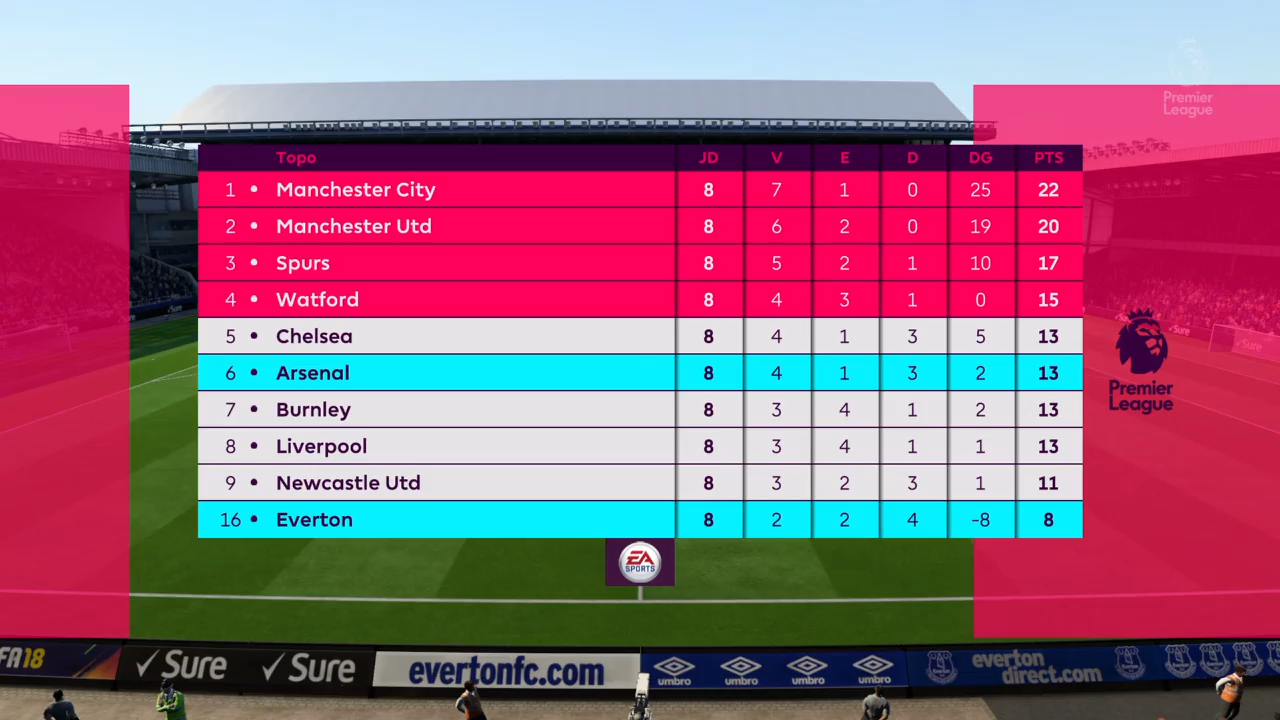 Premier
League
Topo JD V E D DG PTS
1 • Manchester City 8 7 1 0 25 22
2 • Manchester Utd 8 6 2 0 19 20
3 • Spurs 8 5 2 1 10 17
4 • Watford 8 4 3 1 0 15
5 • Chelsea 8 4 1 3 5 13
6 • Arsenal 8 4 1 3 2 13
7 • Burnley 8 3 4 1 2 13
8 • Liverpool 8 3 4 1 1 13
9 • Newcastle Utd 8 3 2 3 1 11
16 • Everton 8 2 2 4 -8 8
Premier
League
EA
SPORTS
Sure
Sure
Sure
FA18
Sure
Sure
evertonfc.com
umbro
umbro
umbro
umbro
everton
direct.com